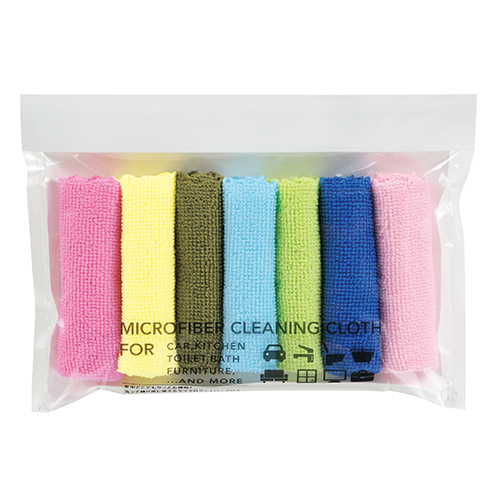 MICROFIBER CLEANING CLOTH
FOR
CAR,KITCHEN
TOILET,BATH
FURNITURE,
...AND MORE